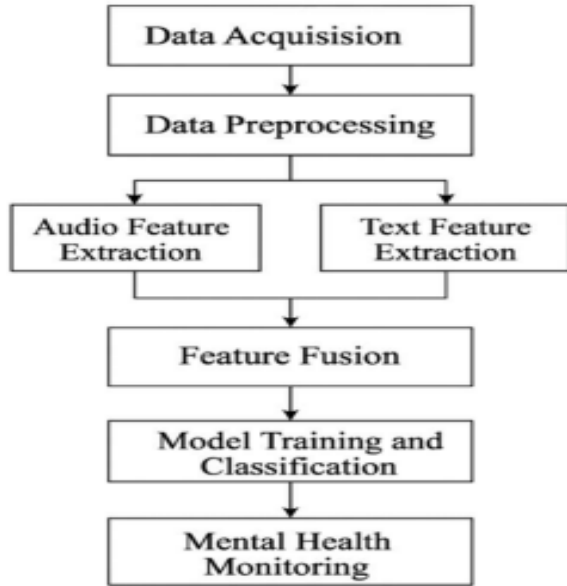 Data Acquisision
Data Preprocessing
Audio Feature
Extraction
Text Feature
Extraction
Feature Fusion
Model Training and
Classification
Mental Health
Monitoring